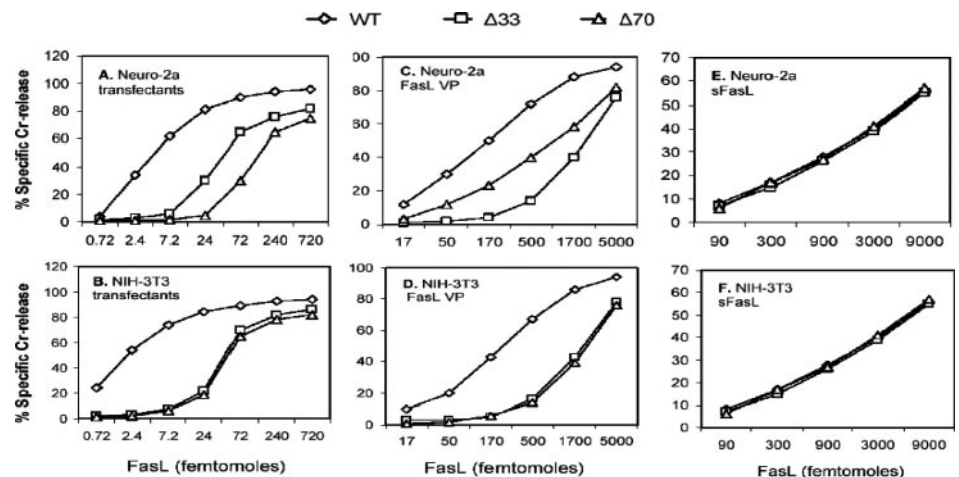 WT Δ33 Δ70
% Specific Cr-release
120
100
80
60
40
20
0
A. Neuro-2a
transfectants
0.72 2.4 7.2 24 72 240 720
100
80
60
40
20
0
C. Neuro-2a
FasL VP
17 50 170 500 1700 5000
70
60
50
40
30
20
10
0
E. Neuro-2a
sFasL
90 300 900 3000 9000
% Specific Cr-release
120
100
80
60
40
20
0
B. NIH-3T3
transfectants
0.72 2.4 7.2 24 72 240 720
FasL (femtomoles)
100
80
60
40
20
0
D. NIH-3T3
FasL VP
17 50 170 500 1700 5000
FasL (femtomoles)
70
60
50
40
30
20
10
0
F. NIH-3T3
sFasL
90 300 900 3000 9000
FasL (femtomoles)